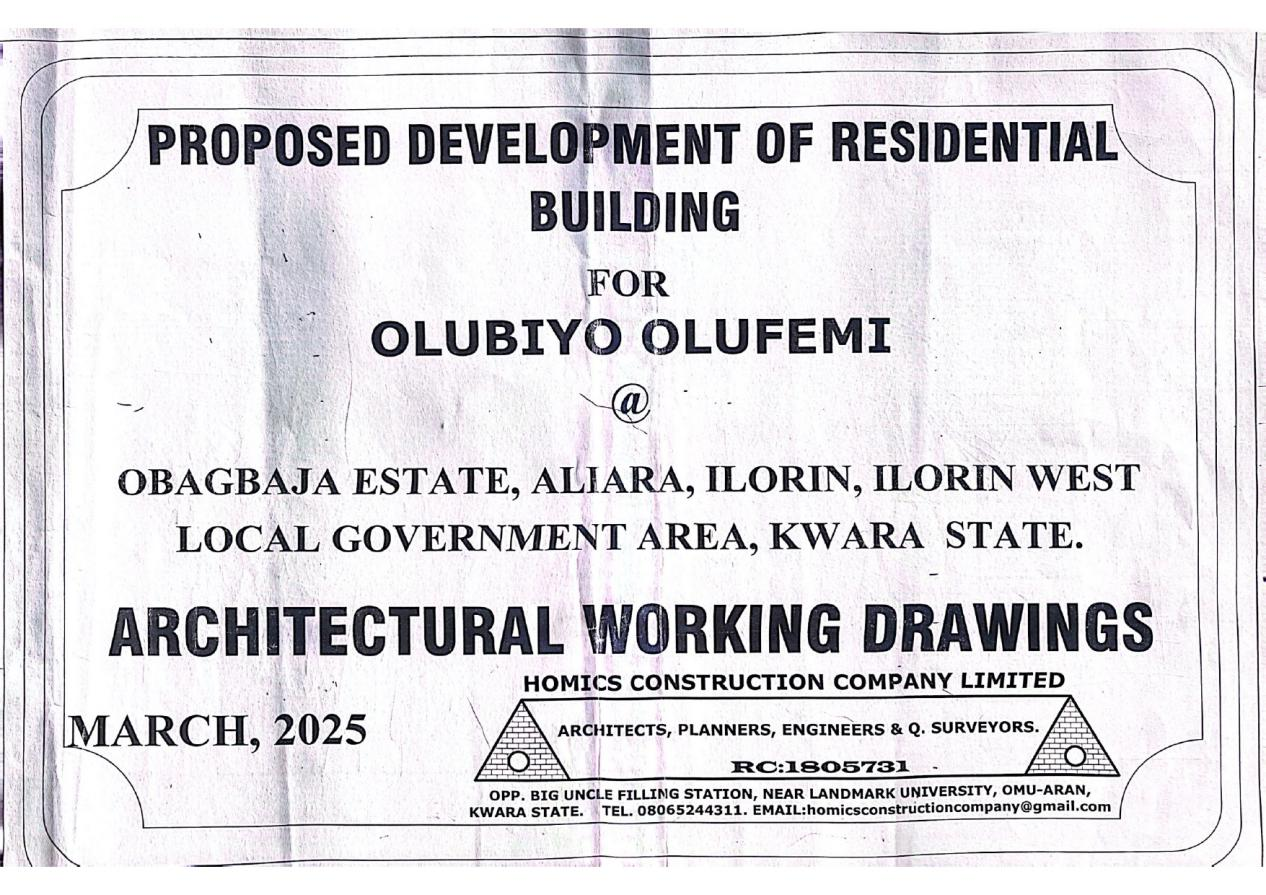 PROPOSED DEVELOPMENT OF RESIDENTIAL
BUILDING
FOR
OLUBIYO OLUFEMI
@
OBAGBAJA ESTATE, ALIARA, ILORIN, ILORIN WEST
LOCAL GOVERNMENT AREA, KWARA STATE.
ARCHITECTURAL WORKING DRAWINGS
MARCH, 2025
HOMICS CONSTRUCTION COMPANY LIMITED
ARCHITECTS, PLANNERS, ENGINEERS & Q. SURVEYORS.
RC:1805731
OPP. BIG UNCLE FILLING STATION, NEAR LANDMARK UNIVERSITY, OMU-ARAN,
KWARA STATE. TEL. 08065244311. EMAIL:homicsconstructioncompany@gmail.com